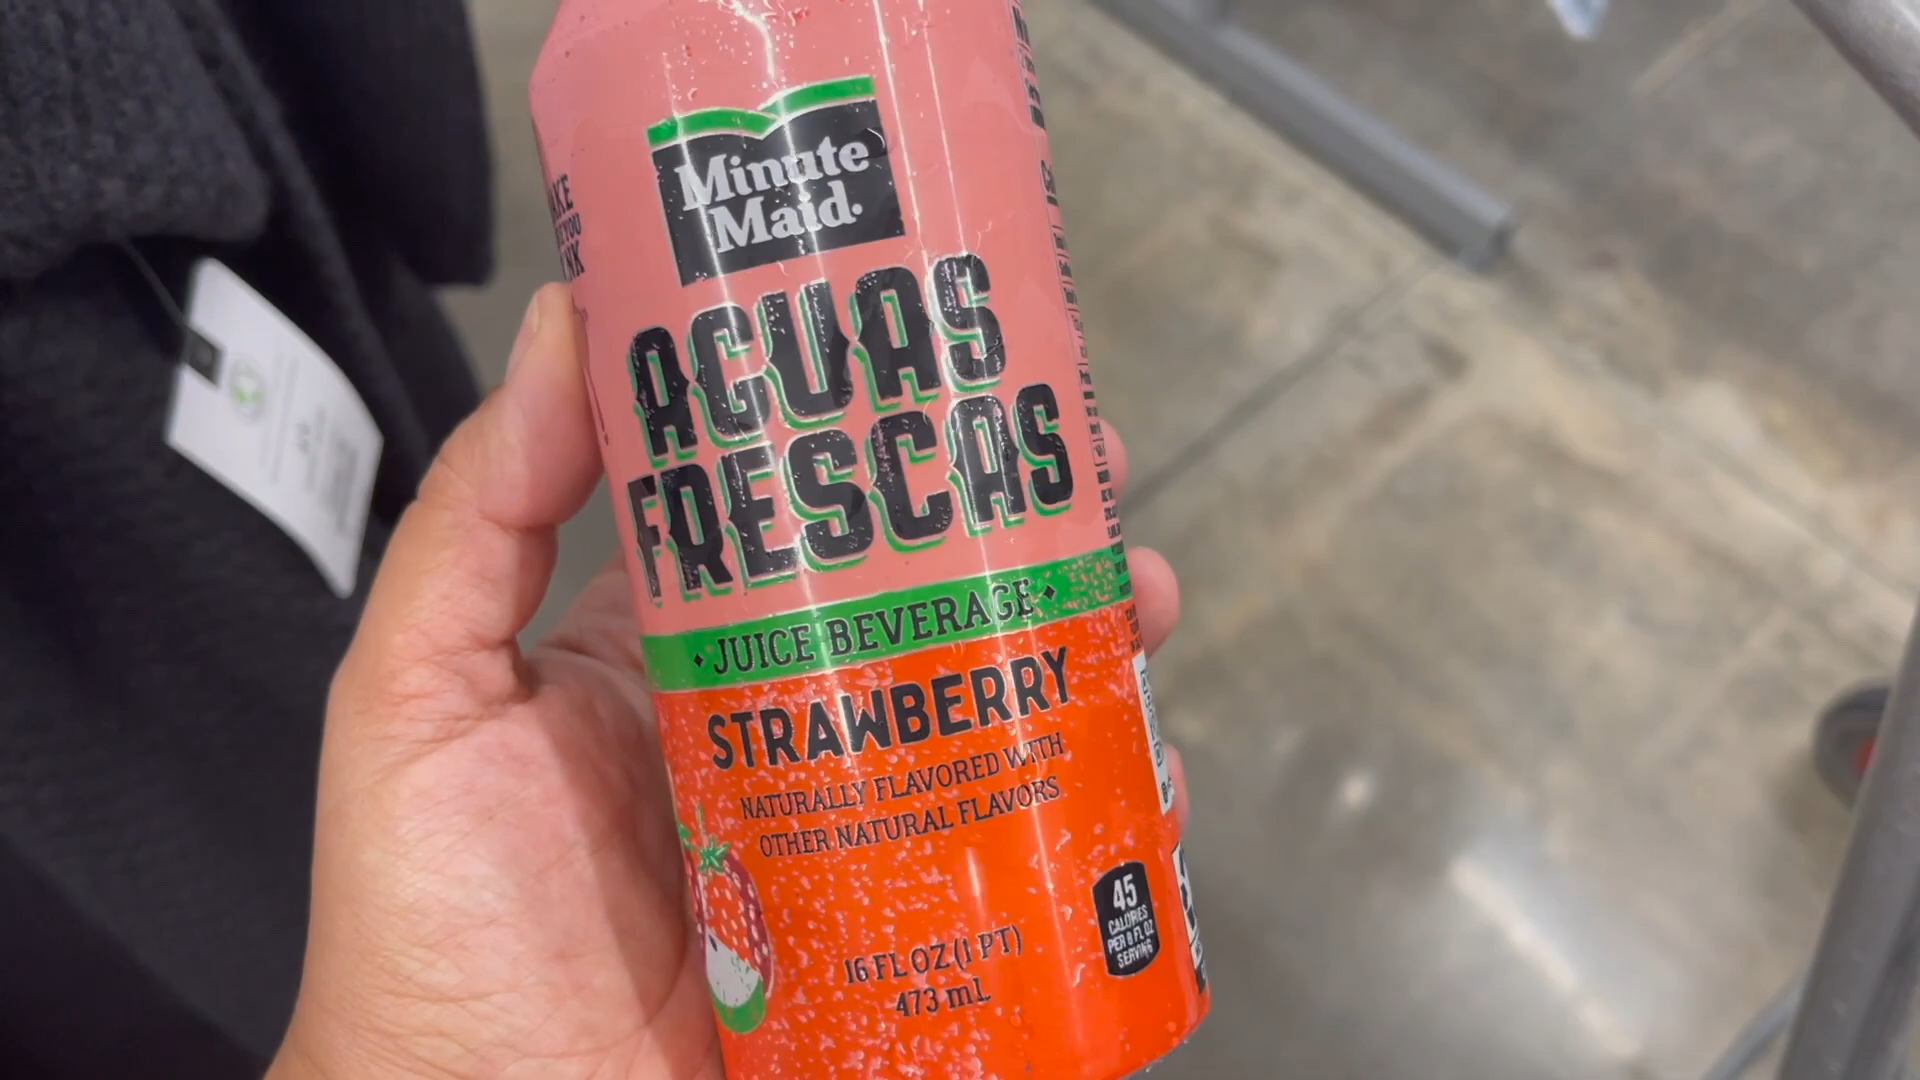 Minute
Maid
AGUAS
FRESCAS
JUICE BEVERAGE
STRAWBERRY
NATURALLY FLAVORED WITH
OTHER NATURAL FLAVORS
16 FL OZ (1 PT)
473 mL
45
CALORIES
PER 8 FL OZ
SERVING